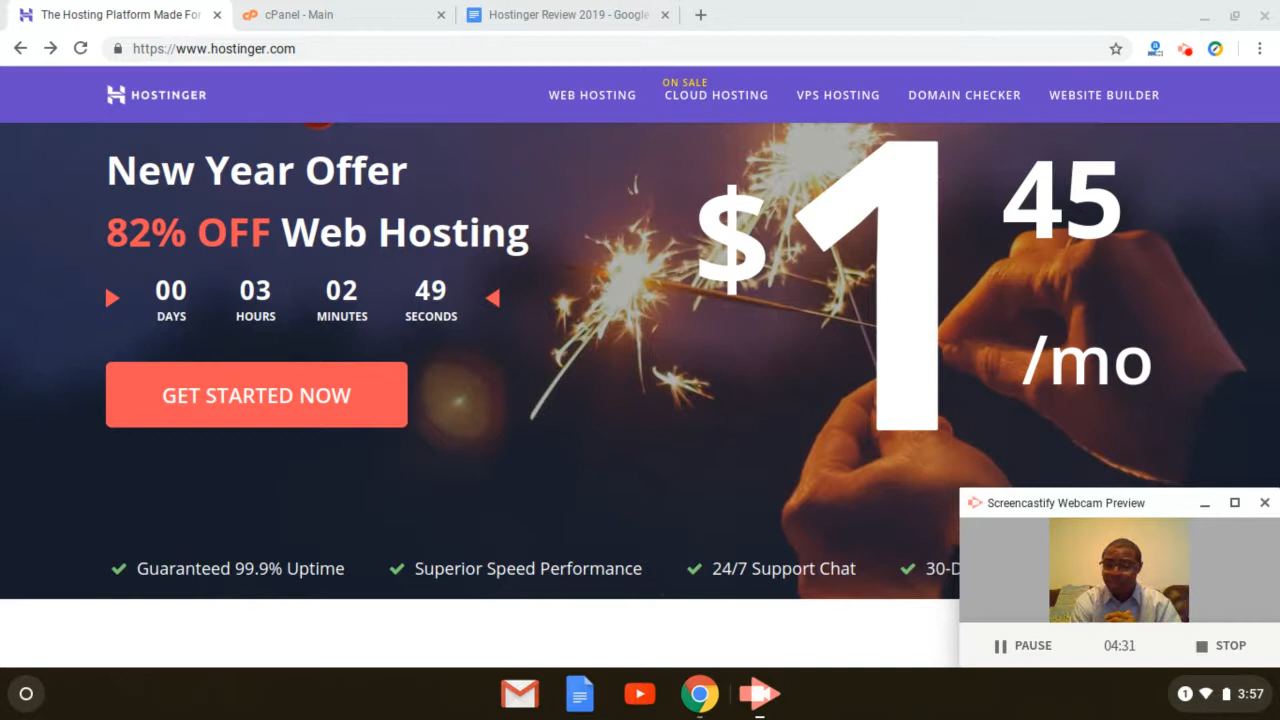 The Hosting Platform Made For
cPanel - Main
Hostinger Review 2019 - Google
https://www.hostinger.com
HOSTINGER
WEB HOSTING
ON SALE
CLOUD HOSTING
VPS HOSTING
DOMAIN CHECKER
WEBSITE BUILDER
New Year Offer
82% OFF Web Hosting
00 03 02 49
DAYS HOURS MINUTES SECONDS
GET STARTED NOW
$1 45
/mo
Guaranteed 99.9% Uptime
Superior Speed Performance
24/7 Support Chat
30-D
Screencastify Webcam Preview
PAUSE 04:31 STOP
1 3:57